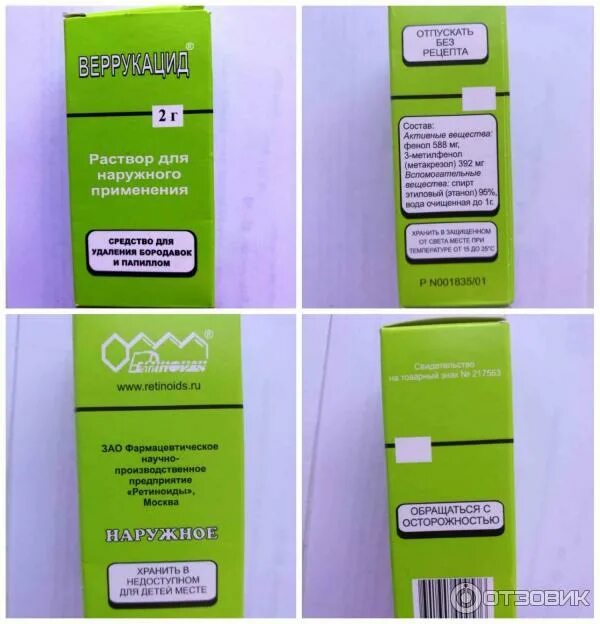 ВЕРРУКАЦИД®
2 г
Раствор для
наружного
применения
СРЕДСТВО ДЛЯ
УДАЛЕНИЯ БОРОДАВОК
И ПАПИЛЛОМ
ОТПУСКАТЬ
БЕЗ
РЕЦЕПТА
Состав:
Активные вещества:
фенол 588 мг,
3-метилфенол
(метакрезол) 392 мг
Вспомогательные
вещества: спирт
этиловый (этанол) 95%,
вода очищенная до 1г.
ХРАНИТЬ В ЗАЩИЩЕННОМ
ОТ СВЕТА МЕСТЕ ПРИ
ТЕМПЕРАТУРЕ ОТ 15 ДО 25°С
Р N001835/01
®
RETINOIDS
www.retinoids.ru
ЗАО Фармацевтическое
научно-
производственное
предприятие
«Ретиноиды»,
Москва
НАРУЖНОЕ
ХРАНИТЬ В
НЕДОСТУПНОМ
ДЛЯ ДЕТЕЙ МЕСТЕ
Свидетельство
на товарный знак № 217563
ОБРАЩАТЬСЯ С
ОСТОРОЖНОСТЬЮ
ОТЗОВИК